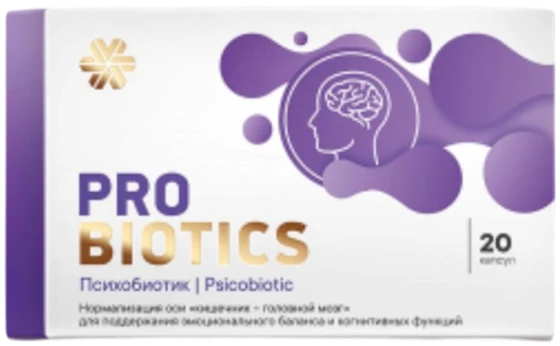 PRO
BIOTICS
Психобиотик | Psicobiotic
Нормализация оси «кишечник – головной мозг»
для поддержания эмоционального баланса и когнитивных функций
20
капсул